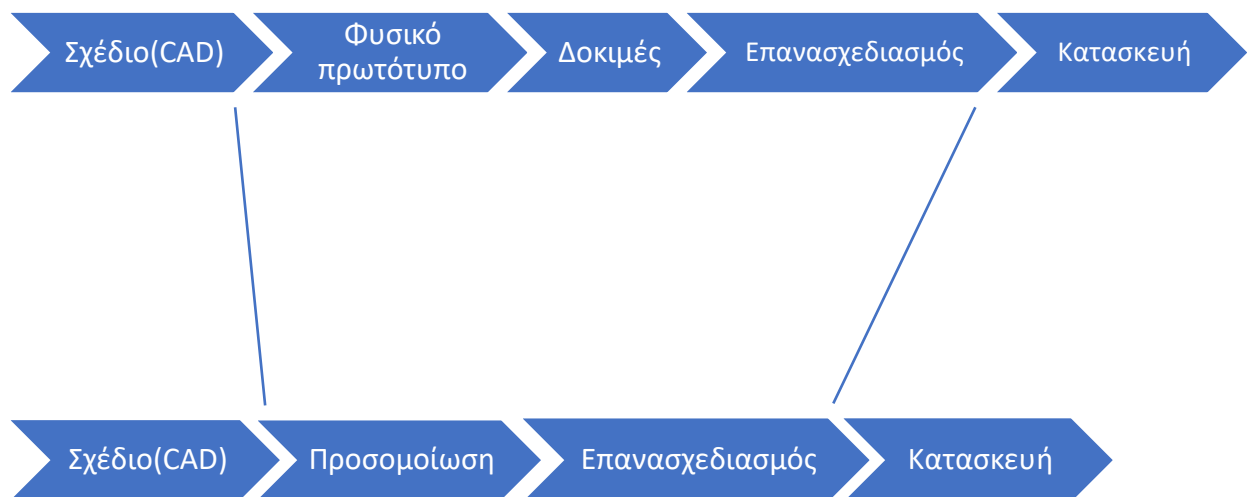 Σχέδιο(CAD)
Φυσικό
πρωτότυπο
Δοκιμές
Επανασχεδιασμός
Κατασκευή
Σχέδιο(CAD)
Προσομοίωση
Επανασχεδιασμός
Κατασκευή